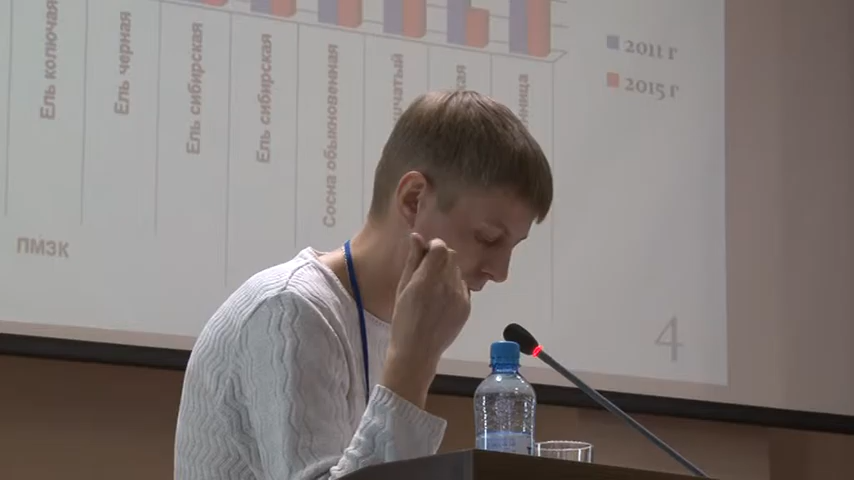 Ель колючая
Ель черная
Ель сибирская
Ель сибирская
Сосна обыкновенная
ПМЗК
2011 г
2015 г
4